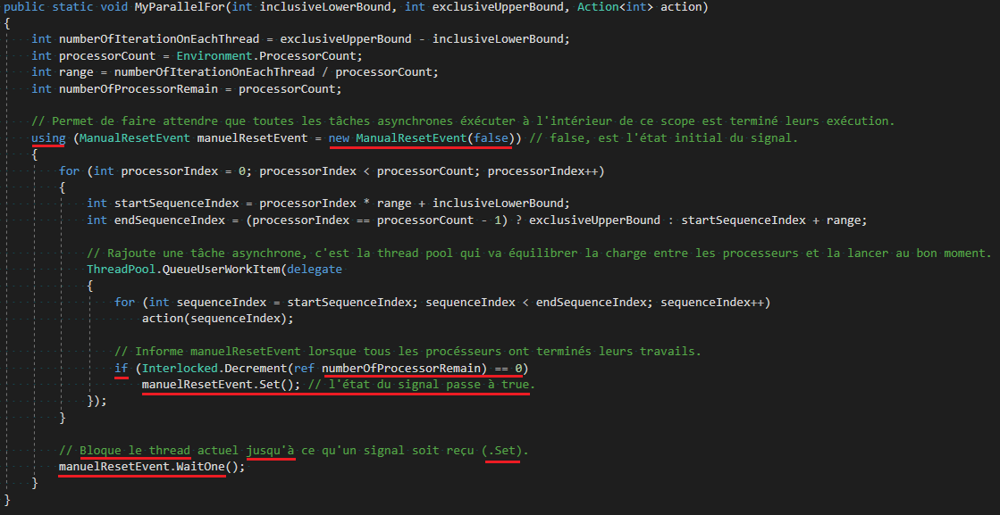 public static void MyParallelFor(int inclusiveLowerBound, int exclusiveUpperBound, Action<int> action)
{
int numberOfIterationOnEachThread = exclusiveUpperBound - inclusiveLowerBound;
int processorCount = Environment.ProcessorCount;
int range = numberOfIterationOnEachThread / processorCount;
int numberOfProcessorRemain = processorCount;
// Permet de faire attendre que toutes les tâches asynchrones éxécuter à l'intérieur de ce scope est terminé leurs exécution.
using (ManualResetEvent manuelResetEvent = new ManualResetEvent(false)) // false, est l'état initial du signal.
{
for (int processorIndex = 0; processorIndex < processorCount; processorIndex++)
{
int startSequenceIndex = processorIndex * range + inclusiveLowerBound;
int endSequenceIndex = (processorIndex == processorCount - 1) ? exclusiveUpperBound : startSequenceIndex + range;
// Rajoute une tâche asynchrone, c'est la thread pool qui va équilibrer la charge entre les processeurs et la lancer au bon moment.
ThreadPool.QueueUserWorkItem(delegate
{
for (int sequenceIndex = startSequenceIndex; sequenceIndex < endSequenceIndex; sequenceIndex++)
action(sequenceIndex);
// Informe manuelResetEvent lorsque tous les procésseurs ont terminés leurs travails.
if (Interlocked.Decrement(ref numberOfProcessorRemain) == 0)
manuelResetEvent.Set(); // l'état du signal passe à true.
});
}
// Bloque le thread actuel jusqu'à ce qu'un signal soit reçu (.Set).
manuelResetEvent.WaitOne();
}
}